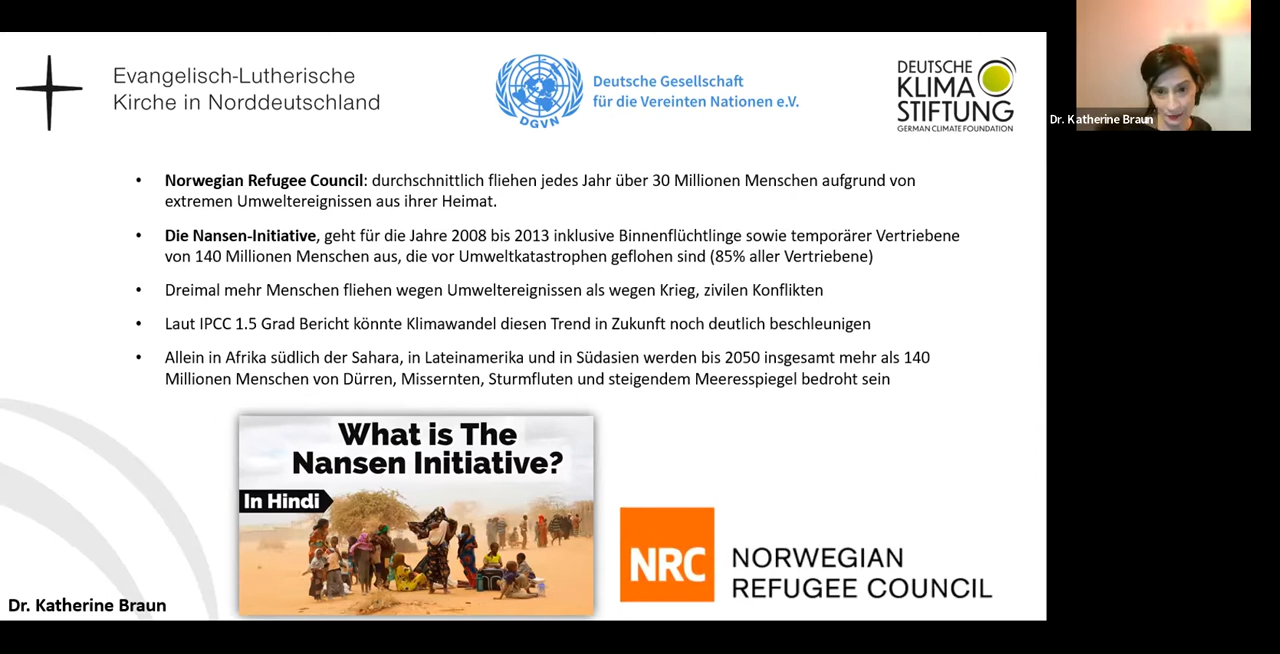 Evangelisch-Lutherische
Kirche in Norddeutschland
DGVN
Deutsche Gesellschaft
für die Vereinten Nationen e.V.
DEUTSCHE
KLIMA
STIFTUNG
GERMAN CLIMATE FOUNDATION
Dr. Katherine Braun
• Norwegian Refugee Council: durchschnittlich fliehen jedes Jahr über 30 Millionen Menschen aufgrund von
extremen Umweltereignissen aus ihrer Heimat.
• Die Nansen-Initiative, geht für die Jahre 2008 bis 2013 inklusive Binnenflüchtlinge sowie temporärer Vertriebene
von 140 Millionen Menschen aus, die vor Umweltkatastrophen geflohen sind (85% aller Vertriebene)
• Dreimal mehr Menschen fliehen wegen Umweltereignissen als wegen Krieg, zivilen Konflikten
• Laut IPCC 1.5 Grad Bericht könnte Klimawandel diesen Trend in Zukunft noch deutlich beschleunigen
• Allein in Afrika südlich der Sahara, in Lateinamerika und in Südasien werden bis 2050 insgesamt mehr als 140
Millionen Menschen von Dürren, Missernten, Sturmfluten und steigendem Meeresspiegel bedroht sein
What is The
Nansen Initiative?
In Hindi
NRC
NORWEGIAN
REFUGEE COUNCIL
Dr. Katherine Braun